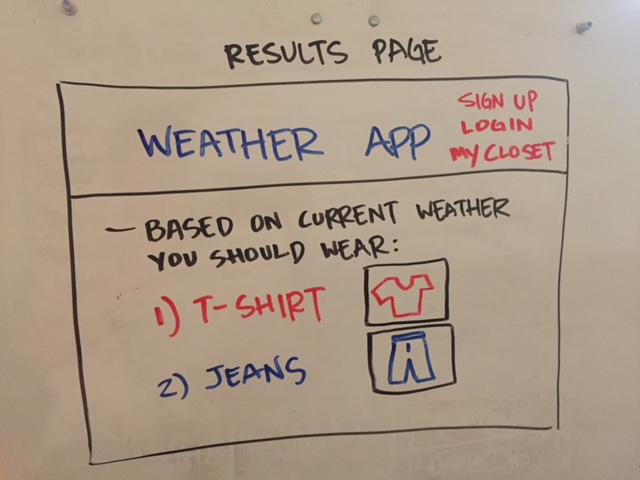 RESULTS PAGE
WEATHER APP
SIGN UP
LOGIN
MY CLOSET
- BASED ON CURRENT WEATHER
YOU SHOULD WEAR:
1) T-SHIRT
2) JEANS